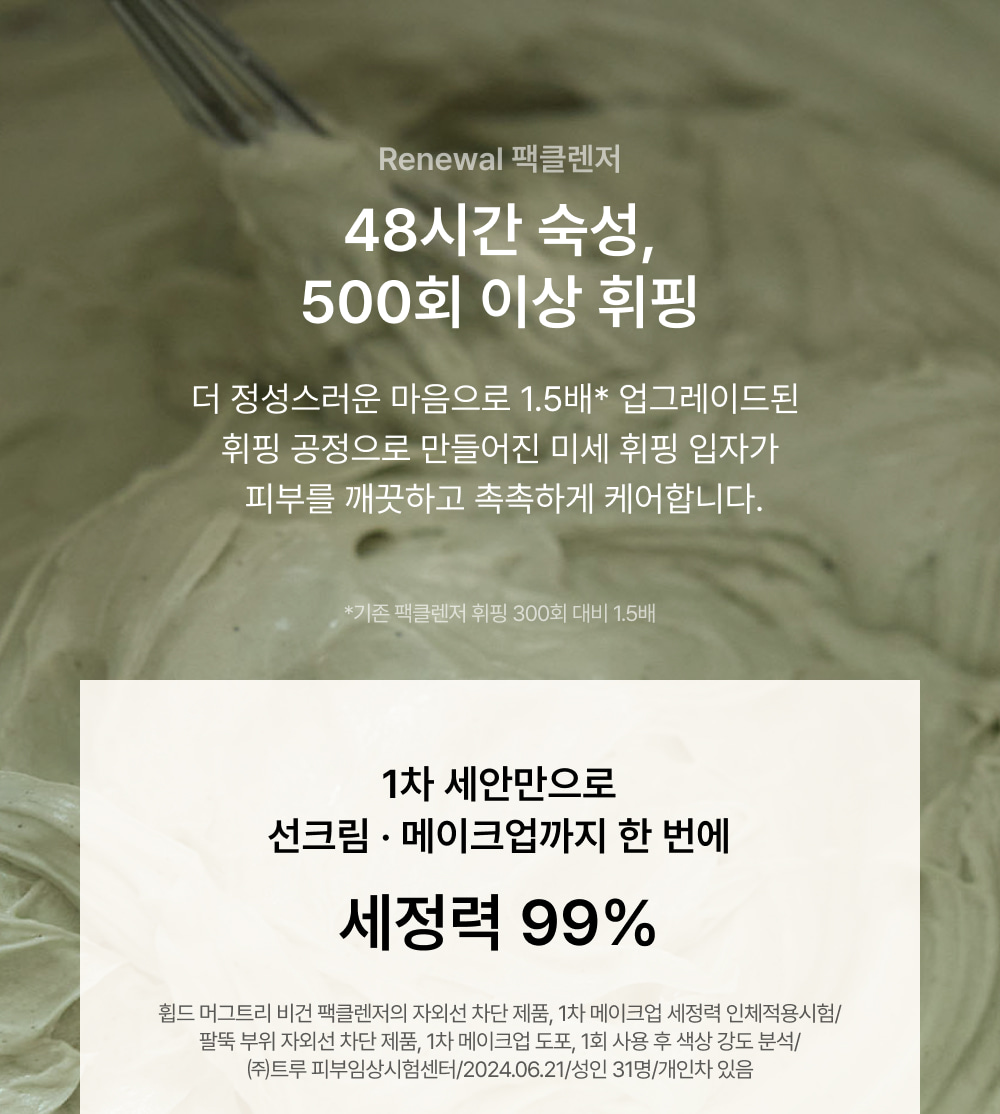 Renewal 팩클렌저
48시간 숙성,
500회 이상 휘핑
더 정성스러운 마음으로 1.5배* 업그레이드된
휘핑 공정으로 만들어진 미세 휘핑 입자가
피부를 깨끗하고 촉촉하게 케어합니다.
*기존 팩클렌저 휘핑 300회 대비 1.5배
1차 세안만으로
선크림 · 메이크업까지 한 번에
세정력 99%
휩드 머그트리 비건 팩클렌저의 자외선 차단 제품, 1차 메이크업 세정력 인체적용시험/
팔뚝 부위 자외선 차단 제품, 1차 메이크업 도포, 1회 사용 후 색상 강도 분석/
㈜트루 피부임상시험센터/2024.06.21/성인 31명/개인차 있음